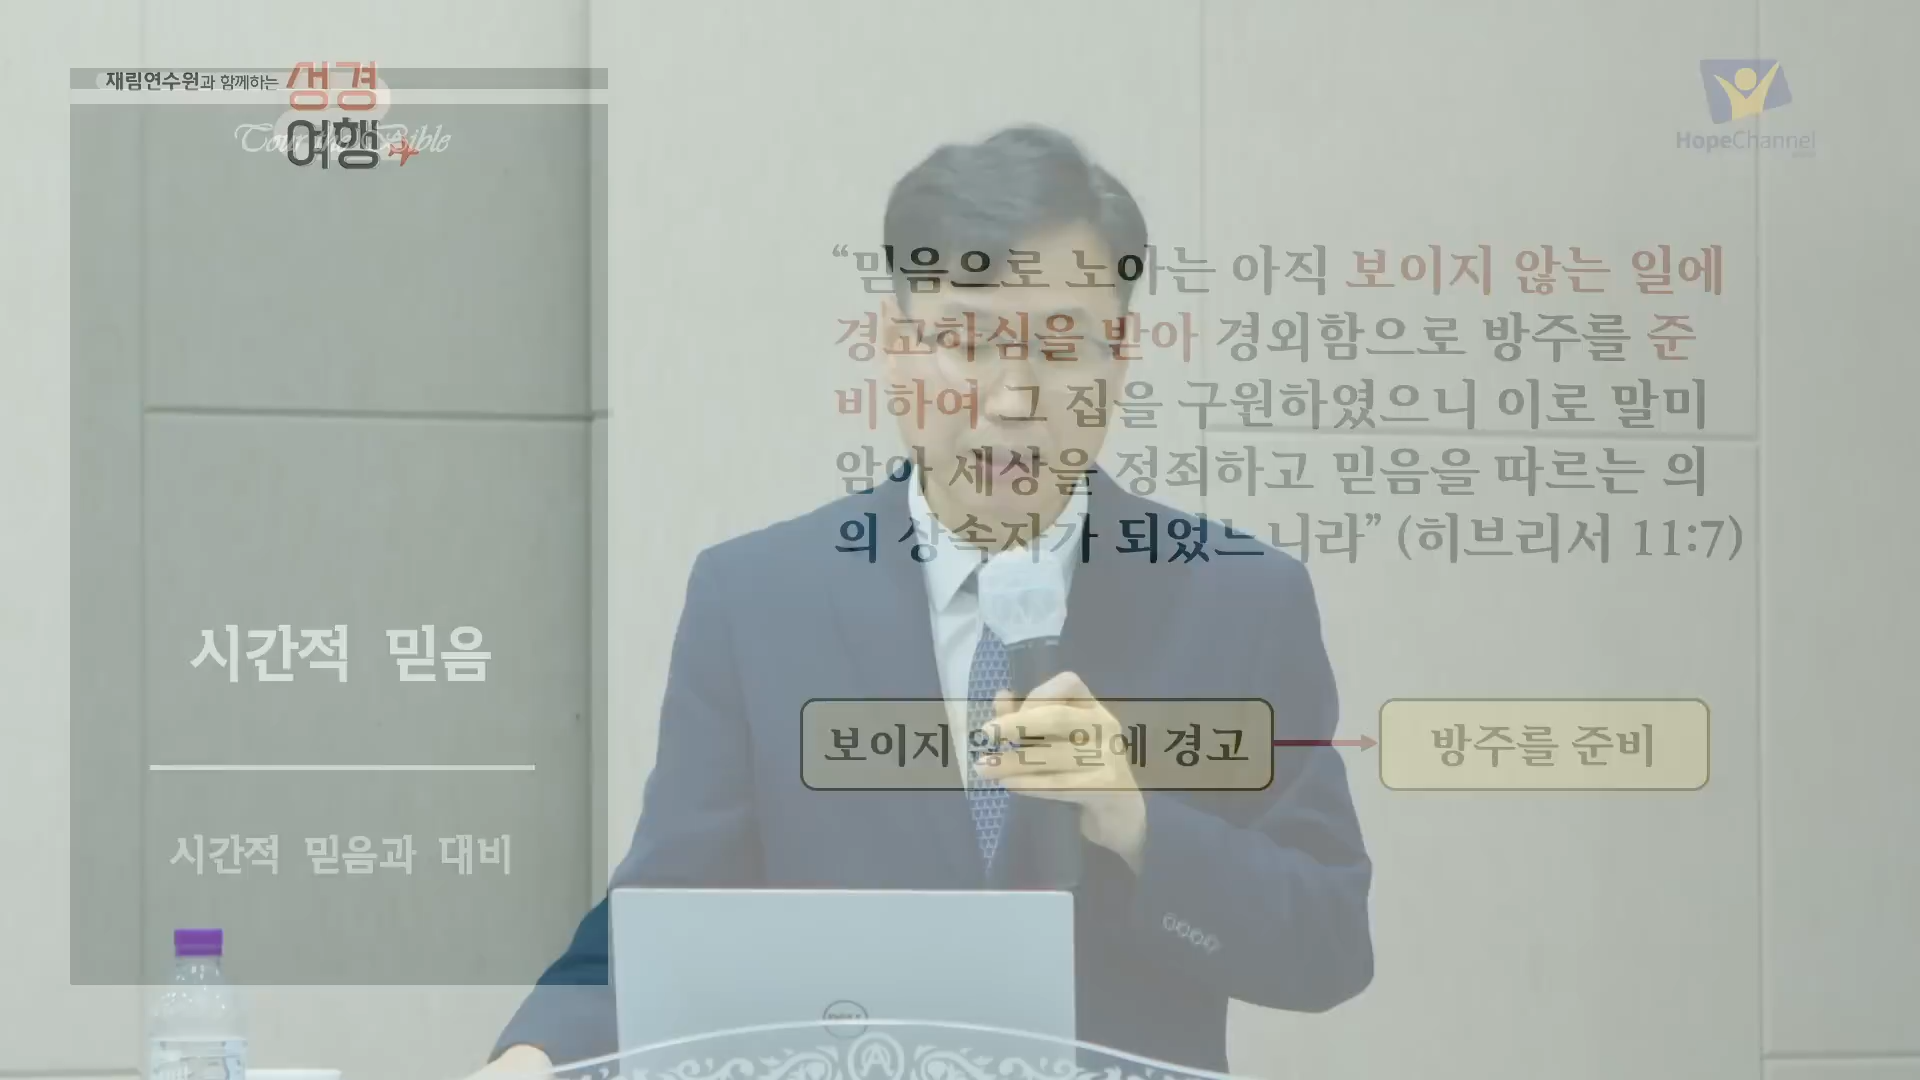 재림연수원과 함께하는
성경
여행
Tour the Bible
HopeChannel
“믿음으로 노아는 아직 보이지 않는 일에
경고하심을 받아 경외함으로 방주를 준
비하여 그 집을 구원하였으니 이로 말미
암아 세상을 정죄하고 믿음을 따르는 의
의 상속자가 되었느니라” (히브리서 11:7)
시간적 믿음
보이지 않는 일에 경고
방주를 준비
시간적 믿음과 대비
DELL